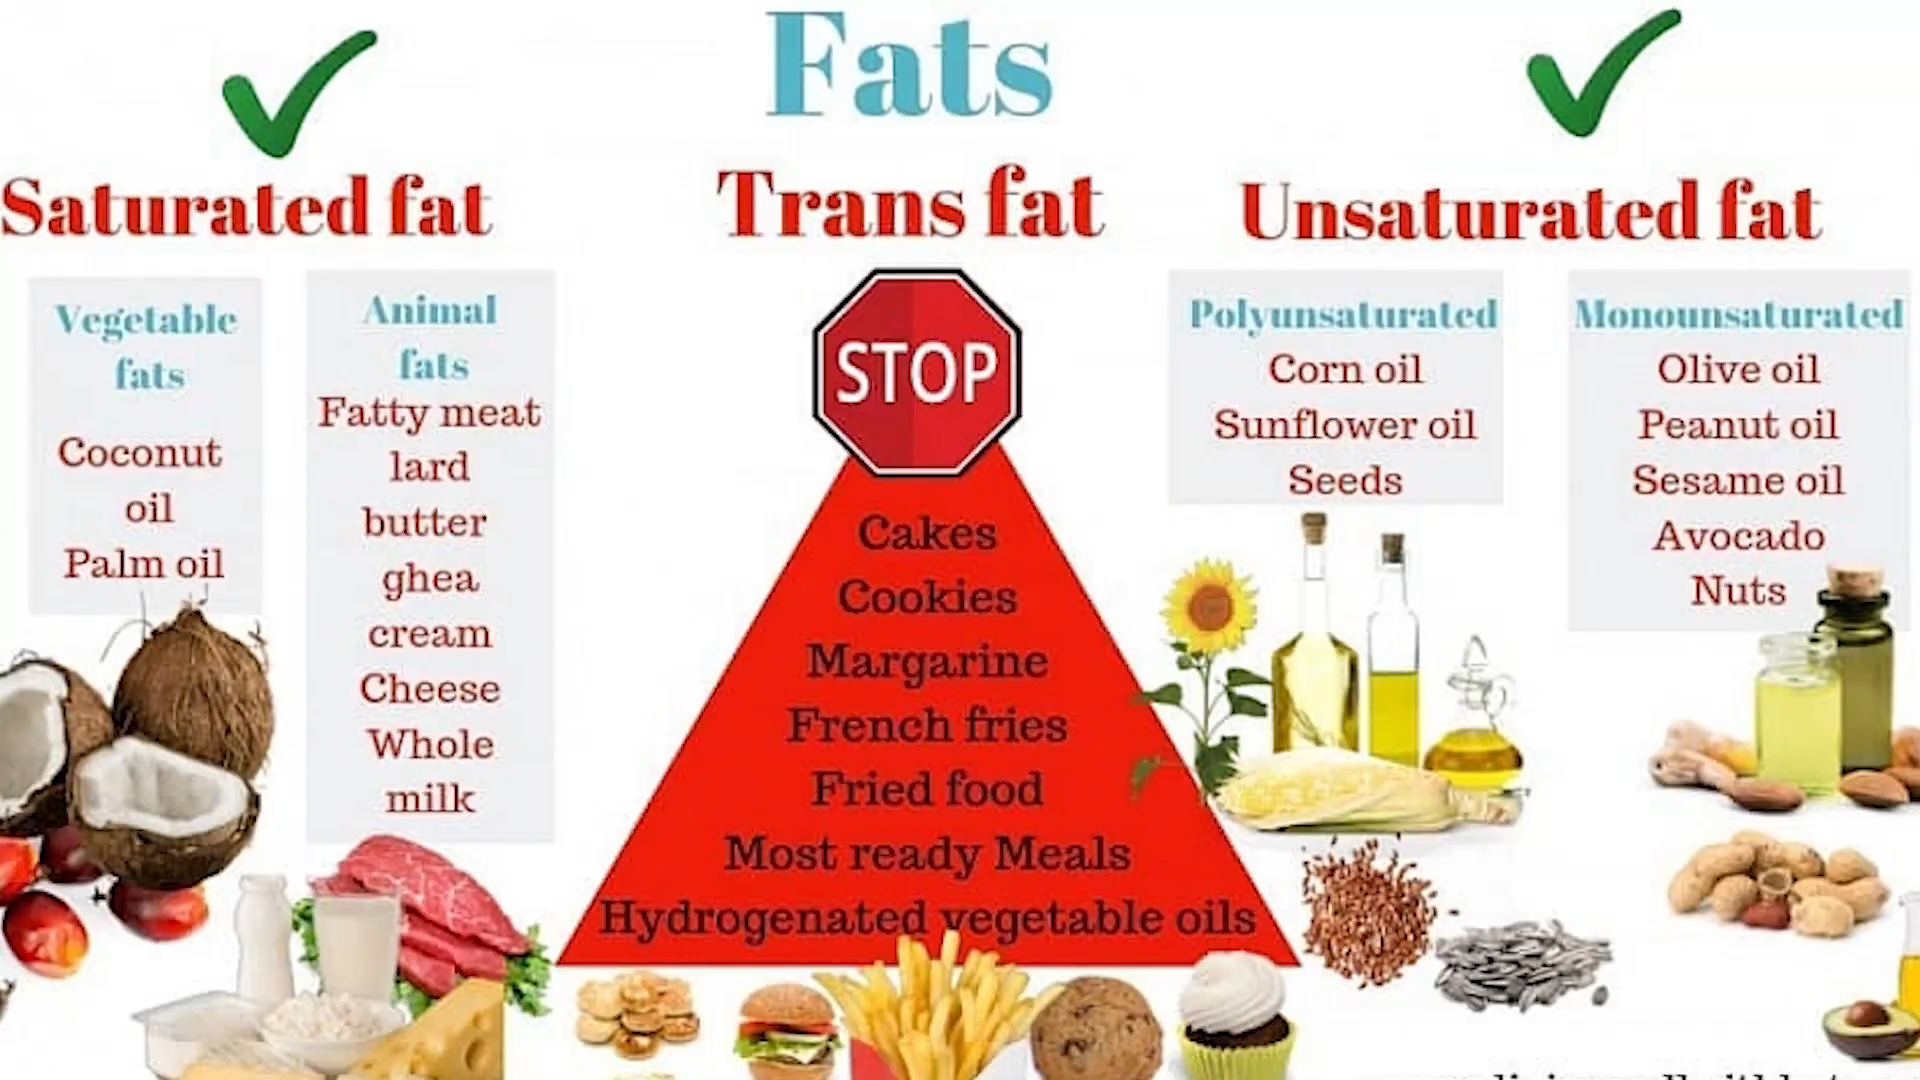 Fats
Saturated fat
Trans fat
Unsaturated fat
Vegetable
fats
Coconut
oil
Palm oil
Animal
fats
Fatty meat
lard
butter
ghea
cream
Cheese
Whole
milk
STOP
Cakes
Cookies
Margarine
French fries
Fried food
Most ready Meals
Hydrogenated vegetable oils
Polyunsaturated
Corn oil
Sunflower oil
Seeds
Monounsaturated
Olive oil
Peanut oil
Sesame oil
Avocado
Nuts